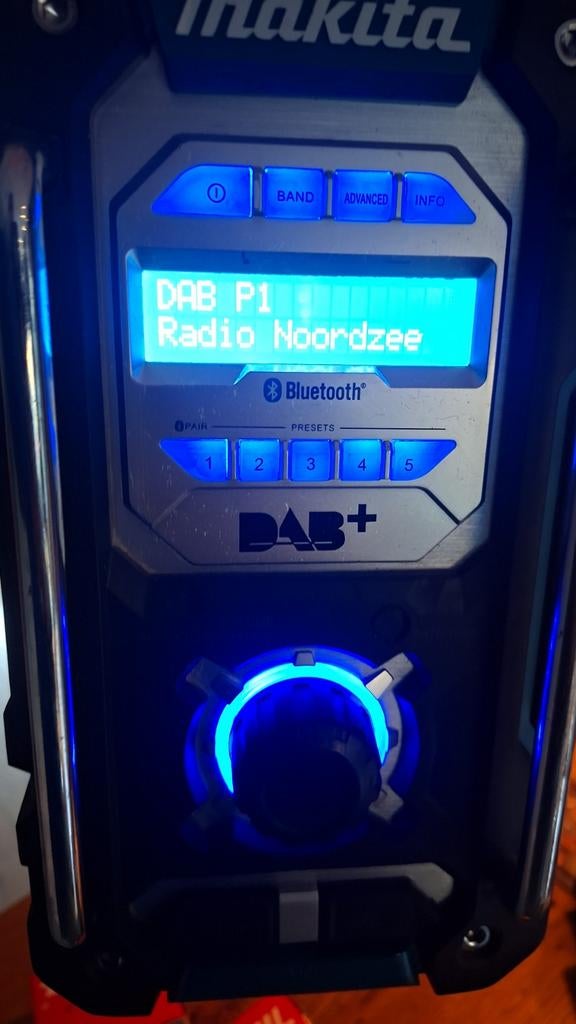 makita
BAND ADVANCED INFO
DAB P1
Radio Noordzee
Bluetooth®
PAIR PRESETS
1 2 3 4 5
DAB+